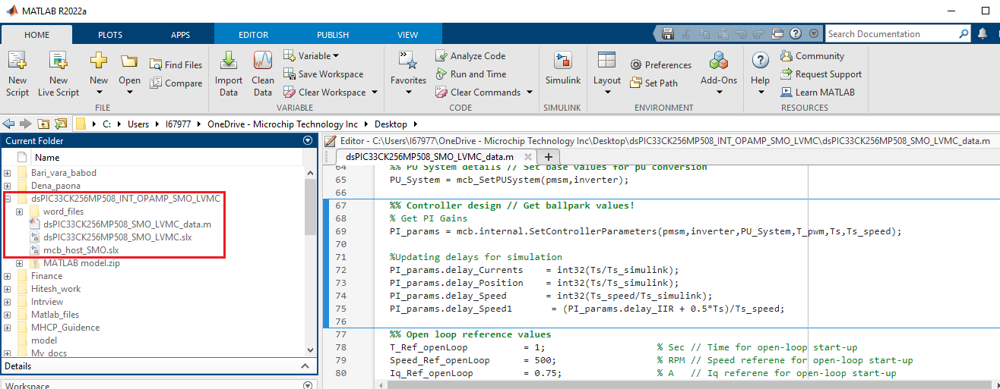 MATLAB R2022a
HOME PLOTS APPS EDITOR PUBLISH VIEW
Search Documentation
New Script
New Live Script
New
Open
Find Files
Compare
FILE
Import Data
Clean Data
Variable
Save Workspace
Clear Workspace
VARIABLE
Favorites
Analyze Code
Run and Time
Clear Commands
CODE
Simulink
SIMULINK
Layout
Preferences
Set Path
Add-Ons
ENVIRONMENT
Help
Community
Request Support
Learn MATLAB
RESOURCES
C: Users I67977 OneDrive - Microchip Technology Inc Desktop
Current Folder
Name
Bari_vara_babod
Dena_paona
dsPIC33CK256MP508_INT_OPAMP_SMO_LVMC
word_files
dsPIC33CK256MP508_SMO_LVMC_data.m
dsPIC33CK256MP508_SMO_LVMC.slx
mcb_host_SMO.slx
MATLAB model.zip
Finance
Hitesh_work
Intrview
Matlab_files
MHCP_Guidence
model
My_docs
Details
Workspace
Editor - C:\Users\I67977\OneDrive - Microchip Technology Inc\Desktop\dsPIC33CK256MP508_INT_OPAMP_SMO_LVMC\dsPIC33CK256MP508_SMO_LVMC_data.m
dsPIC33CK256MP508_SMO_LVMC_data.m
64 %% PU System details // Set base values for pu conversion
65 PU_System = mcb_SetPUSystem(pmsm,inverter);
66
67 %% Controller design // Get ballpark values!
68 % Get PI Gains
69 PI_params = mcb.internal.SetControllerParameters(pmsm,inverter,PU_System,T_pwm,Ts,Ts_speed);
70
71 %Updating delays for simulation
72 PI_params.delay_Currents = int32(Ts/Ts_simulink);
73 PI_params.delay_Position = int32(Ts/Ts_simulink);
74 PI_params.delay_Speed = int32(Ts_speed/Ts_simulink);
75 PI_params.delay_Speed1 = (PI_params.delay_IIR + 0.5*Ts)/Ts_speed;
76
77 %% Open loop reference values
78 T_Ref_openLoop = 1; % Sec // Time for open-loop start-up
79 Speed_Ref_openLoop = 500; % RPM // Speed referene for open-loop start-up
80 Iq_Ref_openLoop = 0.75; % A // Iq referene for open-loop start-up